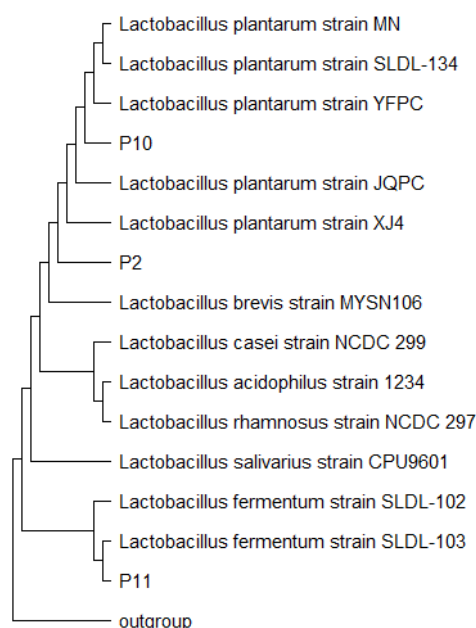 Lactobacillus plantarum strain MN
Lactobacillus plantarum strain SLDL-134
Lactobacillus plantarum strain YFPC
P10
Lactobacillus plantarum strain JQPC
Lactobacillus plantarum strain XJ4
P2
Lactobacillus brevis strain MYSN106
Lactobacillus casei strain NCDC 299
Lactobacillus acidophilus strain 1234
Lactobacillus rhamnosus strain NCDC 297
Lactobacillus salivarius strain CPU9601
Lactobacillus fermentum strain SLDL-102
Lactobacillus fermentum strain SLDL-103
P11
outgroup